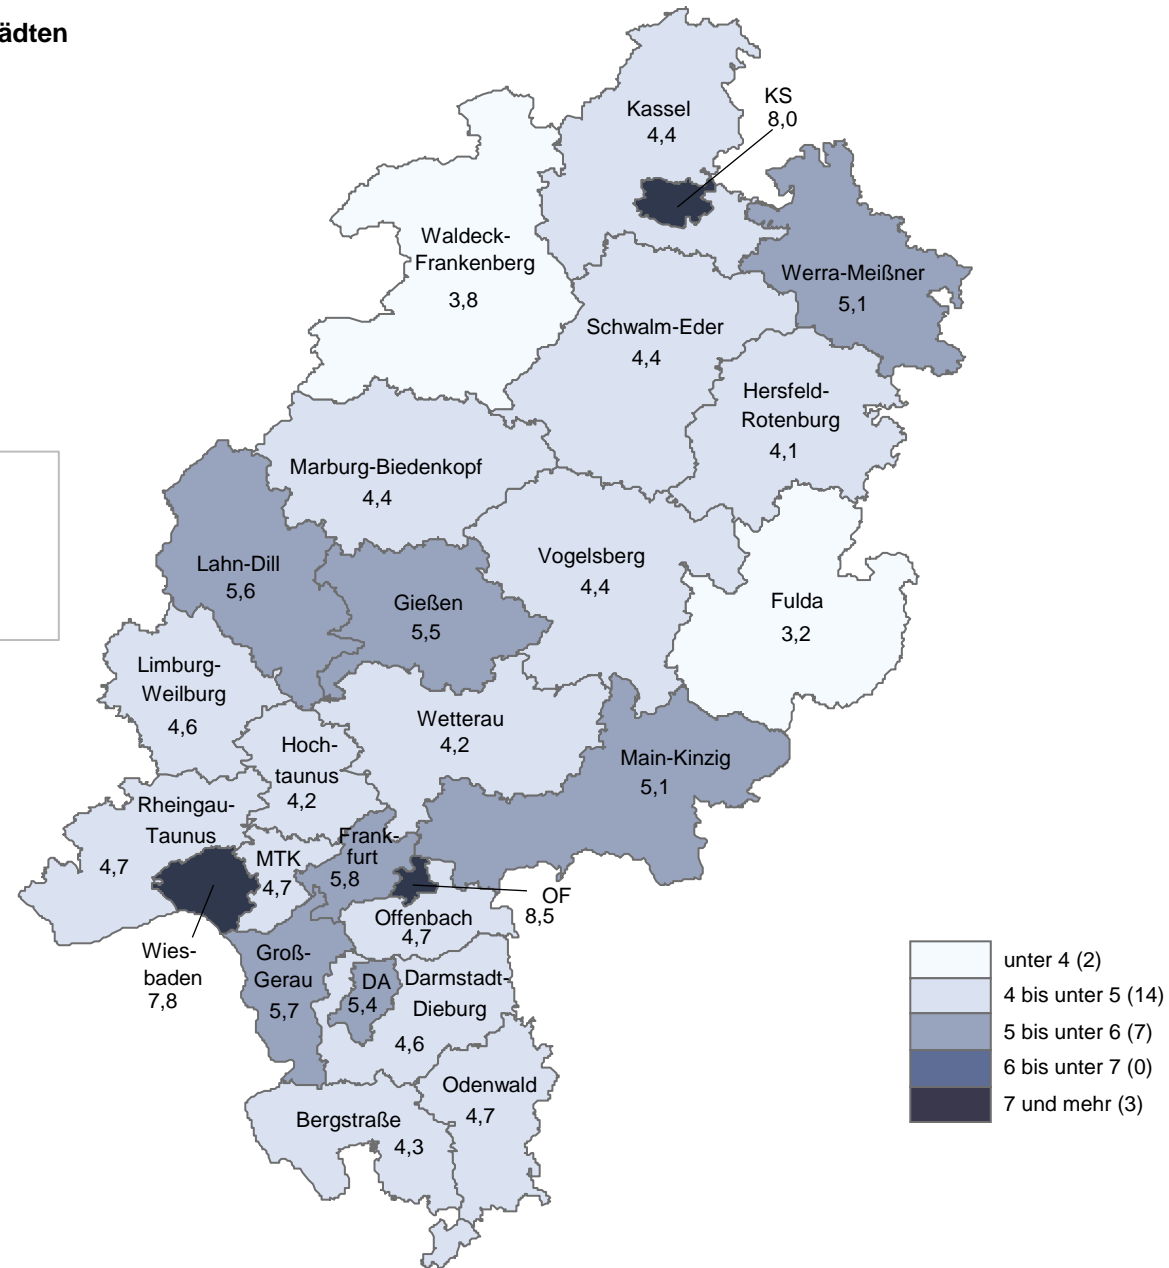 ädten
Kassel
4,4
KS
8,0
Waldeck-
Frankenberg
3,8
Werra-Meißner
5,1
Schwalm-Eder
4,4
Hersfeld-
Rotenburg
4,1
Marburg-Biedenkopf
4,4
Lahn-Dill
5,6
Gießen
5,5
Vogelsberg
4,4
Fulda
3,2
Limburg-
Weilburg
4,6
Wetterau
4,2
Hoch-
taunus
4,2
Main-Kinzig
5,1
Rheingau-
Taunus
4,7
MTK
4,7
Frank-
furt
5,8
OF
8,5
Offenbach
4,7
Wies-
baden
7,8
Groß-
Gerau
5,7
DA
5,4
Darmstadt-
Dieburg
4,6
Odenwald
4,7
Bergstraße
4,3
unter 4 (2)
4 bis unter 5 (14)
5 bis unter 6 (7)
6 bis unter 7 (0)
7 und mehr (3)